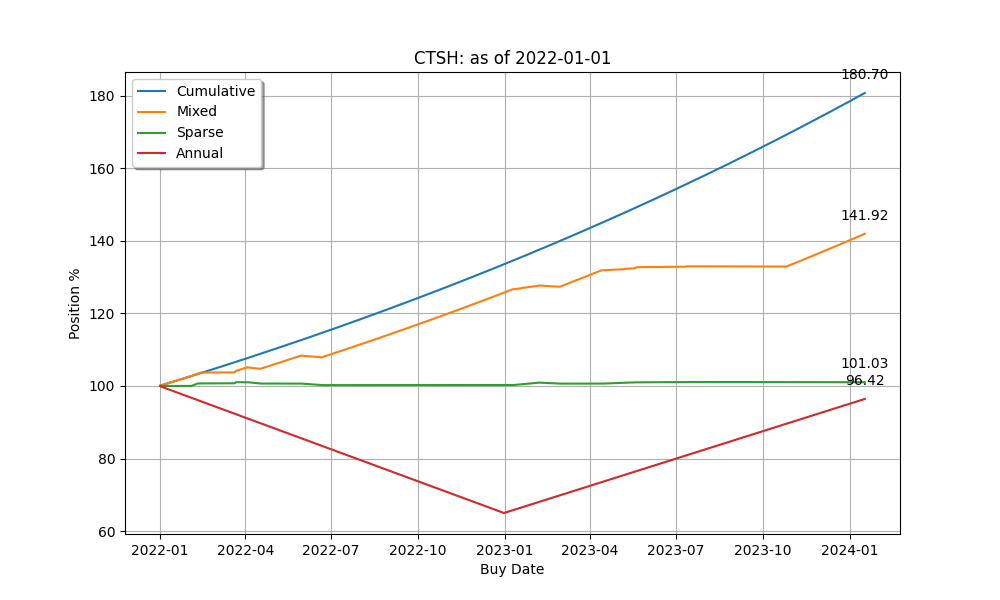 CTSH: as of 2022-01-01
180.70
180
Cumulative
Mixed
Sparse
Annual
160
141.92
140
120
101.03
100
96.42
80
60
Position %
2022-01 2022-04 2022-07 2022-10 2023-01 2023-04 2023-07 2023-10 2024-01
Buy Date